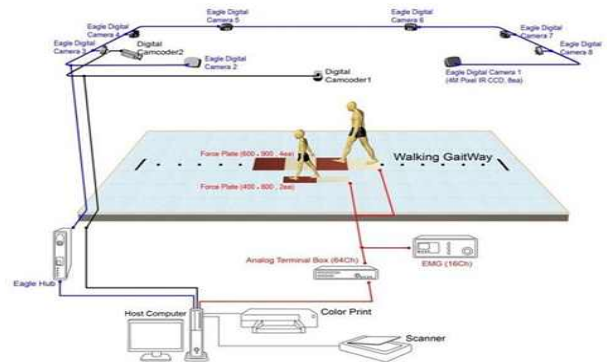 Eagle Digital
Camera 6
Eagle Digital
Camera 5
Eagle Digital
Camera 4
Eagle Digital
Camera 7
Eagle Digital
Camera 3
Digital
Camcoder2
Eagle Digital
Camera 8
Eagle Digital
Camera 2
Digital
Camcoder1
Eagle Digital Camera 1
(4M Pixel IR CCD, 8ea)
Force Plate (600 * 900 , 4ea)
Walking GaitWay
Force Plate (400 * 600 , 2ea)
Analog Terminal Box (64Ch)
EMG (16Ch)
Eagle Hub
Host Computer
Color Print
Scanner